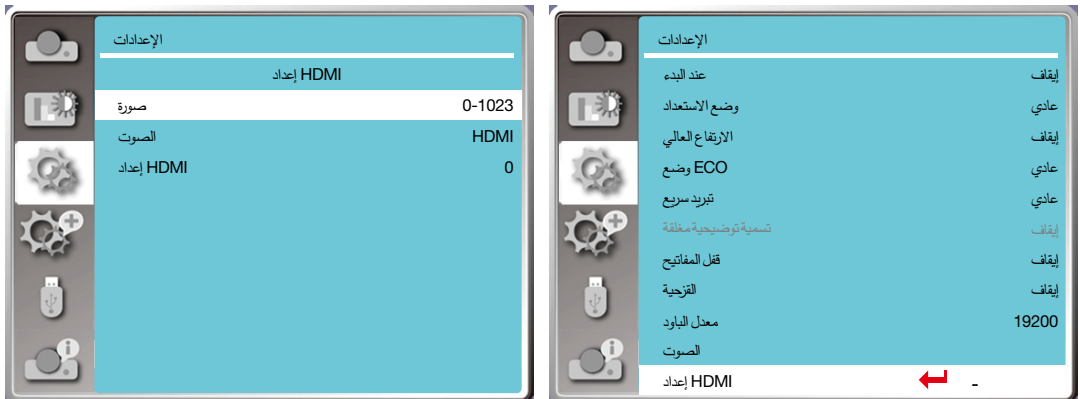 الإعدادات
HDMI إعداد
صورة 0-1023
الصوت HDMI
HDMI إعداد 0
الإعدادات
عند البدء إيقاف
وضع الاستعداد عادي
الارتفاع العالي إيقاف
ECO وضع عادي
تبريد سريع عادي
تسمية توضيحية مغلقة إيقاف
قفل المفاتيح إيقاف
القزحية إيقاف
معدل الباود 19200
الصوت
HDMI إعداد -